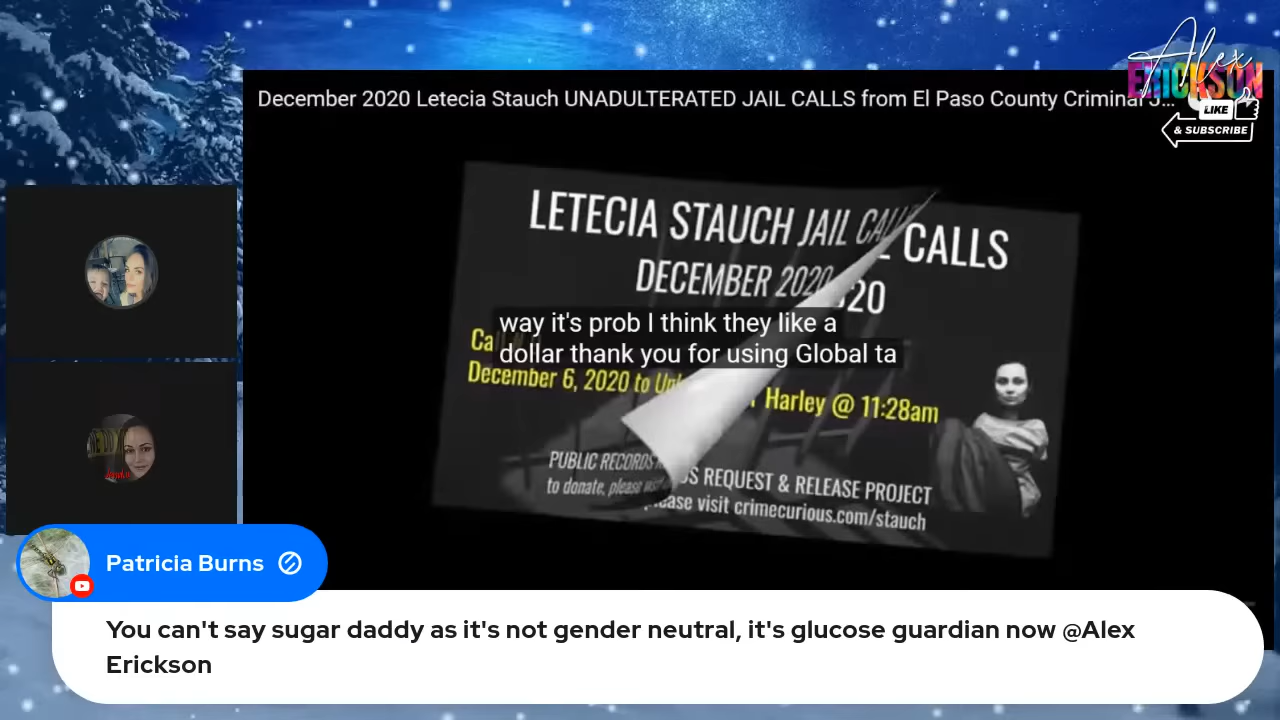 Alex
ERICKSON
LIKE
& SUBSCRIBE
December 2020 Letecia Stauch UNADULTERATED JAIL CALLS from El Paso County Criminal J...
LETECIA STAUCH JAIL CALLS
CALLS
DECEMBER 2020
20
way it's prob I think they like a
dollar thank you for using Global ta
December 6, 2020 to
Harley @ 11:28am
PUBLIC RECORDS
REQUEST & RELEASE PROJECT
to donate, please
please visit crimecurious.com/stauch
Patricia Burns
You can't say sugar daddy as it's not gender neutral, it's glucose guardian now @Alex
Erickson